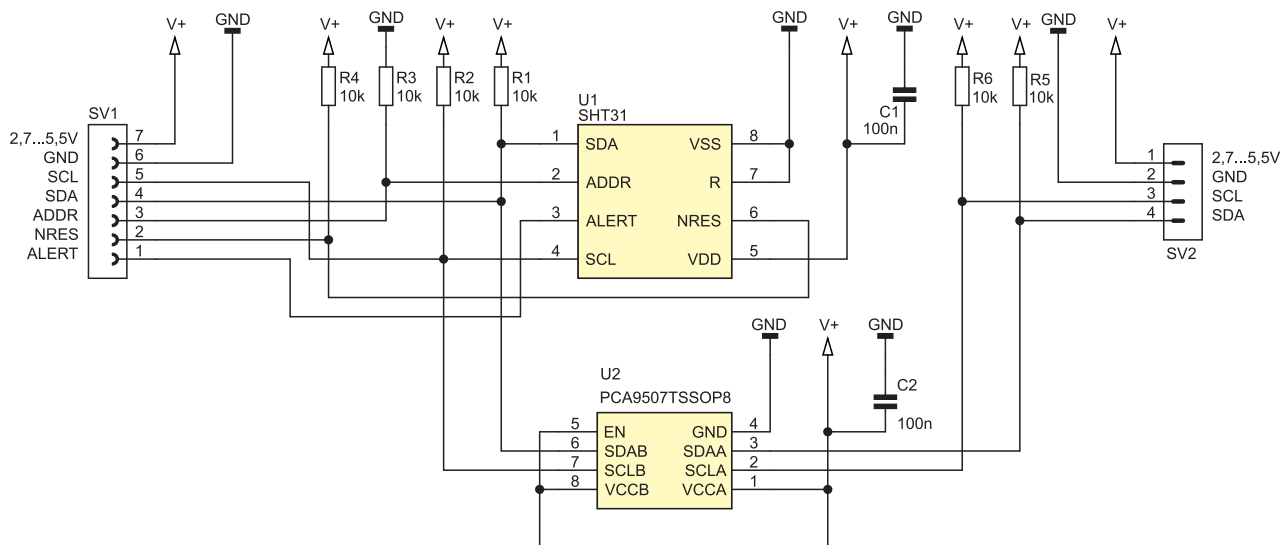 V+
GND
V+
GND
V+
V+
GND
V+
GND
V+
V+
GND
V+
R4
10k
R3
10k
R2
10k
R1
10k
R6
10k
R5
10k
C1
100n
SV1
2,7...5,5V 7
GND 6
SCL 5
SDA 4
ADDR 3
NRES 2
ALERT 1
U1
SHT31
1 SDA VSS 8
2 ADDR R 7
3 ALERT NRES 6
4 SCL VDD 5
1 2,7...5,5V
2 GND
3 SCL
4 SDA
SV2
GND
V+
GND
C2
100n
U2
PCA9507TSSOP8
5 EN GND 4
6 SDAB SDAA 3
7 SCLB SCLA 2
8 VCCB VCCA 1